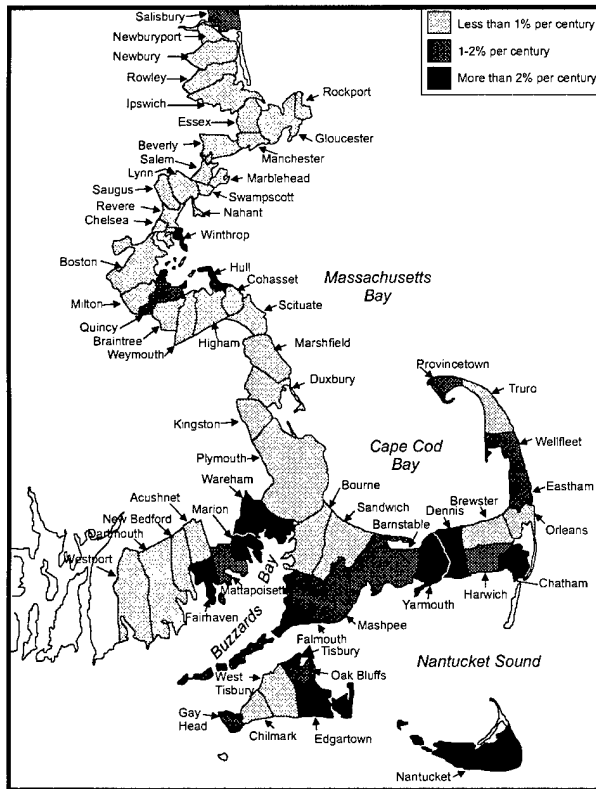 Less than 1% per century
1-2% per century
More than 2% per century
Salisbury
Newburyport
Newbury
Rowley
Ipswich
Rockport
Essex
Gloucester
Beverly
Manchester
Salem
Lynn
Marblehead
Saugus
Swampscott
Revere
Nahant
Chelsea
Winthrop
Boston
Hull
Cohasset
Massachusetts
Bay
Milton
Scituate
Quincy
Braintree
Weymouth
Higham
Marshfield
Provincetown
Duxbury
Truro
Kingston
Cape Cod
Bay
Wellfleet
Plymouth
Wareham
Bourne
Eastham
Acushnet
Marion
Sandwich
Dennis
Brewster
New Bedford
Barnstable
Orleans
Dartmouth
Westport
Mattapoisett
Buzzards Bay
Harwich
Chatham
Fairhaven
Yarmouth
Mashpee
Falmouth
Tisbury
Nantucket Sound
West
Tisbury
Oak Bluffs
Gay
Head
Chilmark
Edgartown
Nantucket